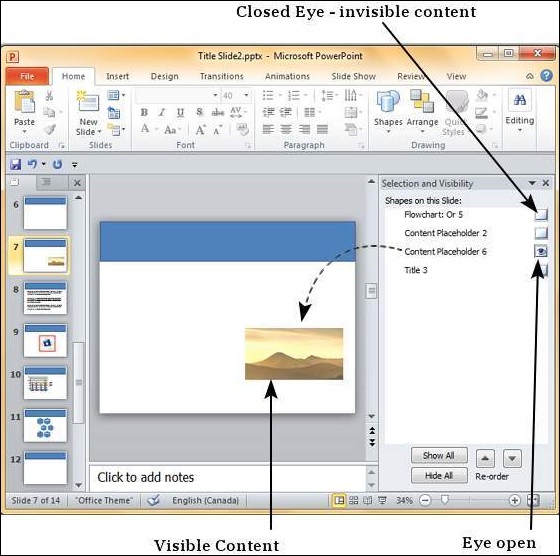 Closed Eye - invisible content
Title Slide2.pptx - Microsoft PowerPoint
File Home Insert Design Transitions Animations Slide Show Review View
Paste
Clipboard
New
Slide
Slides
40
B I U S abc AV
Aa A A A
Font
Paragraph
Shapes Arrange Quick
Styles
Drawing
Editing
Selection and Visibility
Shapes on this Slide:
Flowchart: Or 5
Content Placeholder 2
Content Placeholder 6
Title 3
6
7
8
9
10
11
12
Show All
Hide All Re-order
Click to add notes
Slide 7 of 14 "Office Theme" English (Canada) 34%
Visible Content
Eye open